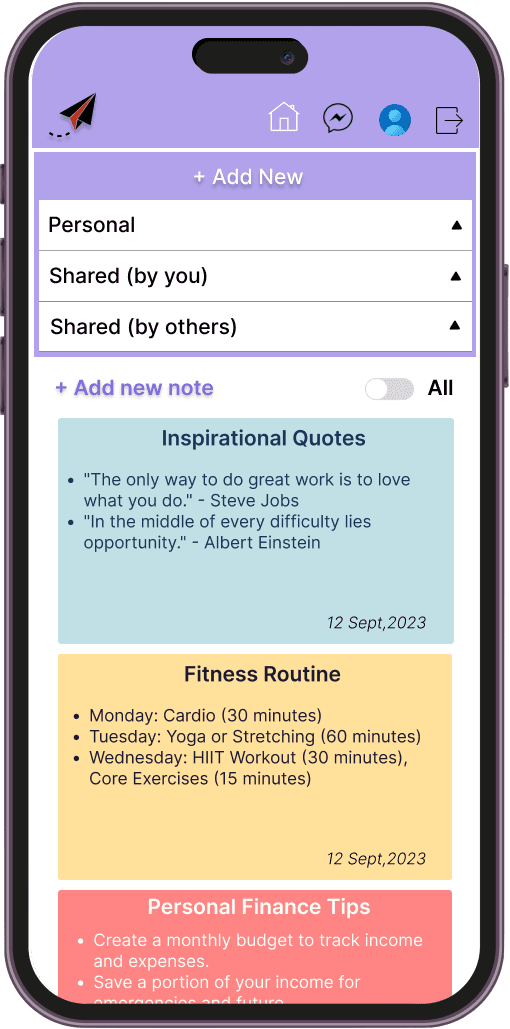 + Add New
Personal
Shared (by you)
Shared (by others)
+ Add new note
All
Inspirational Quotes
• "The only way to do great work is to love
what you do." - Steve Jobs
• "In the middle of every difficulty lies
opportunity." - Albert Einstein
12 Sept,2023
Fitness Routine
• Monday: Cardio (30 minutes)
• Tuesday: Yoga or Stretching (60 minutes)
• Wednesday: HIIT Workout (30 minutes),
Core Exercises (15 minutes)
12 Sept,2023
Personal Finance Tips
• Create a monthly budget to track income
and expenses.
• Save a portion of your income for
emergencies and future